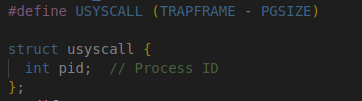 #define USYSCALL (TRAPFRAME - PGSIZE)
struct usyscall {
  int pid;  // Process ID
};